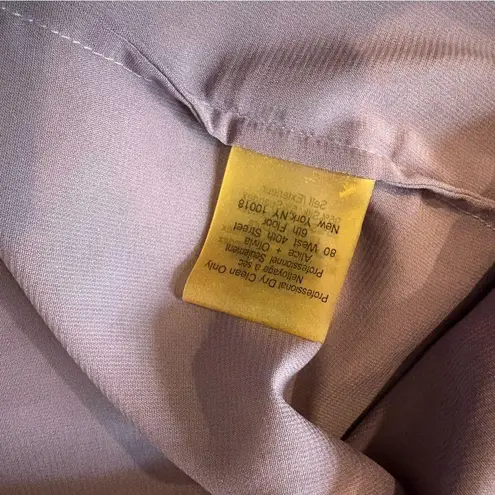 Professional Dry Clean Only
Nettoyage à sec
Professionnel Seulement
Alice + Olivia
80 West 40th Street
6th Floor
New York, NY 10018